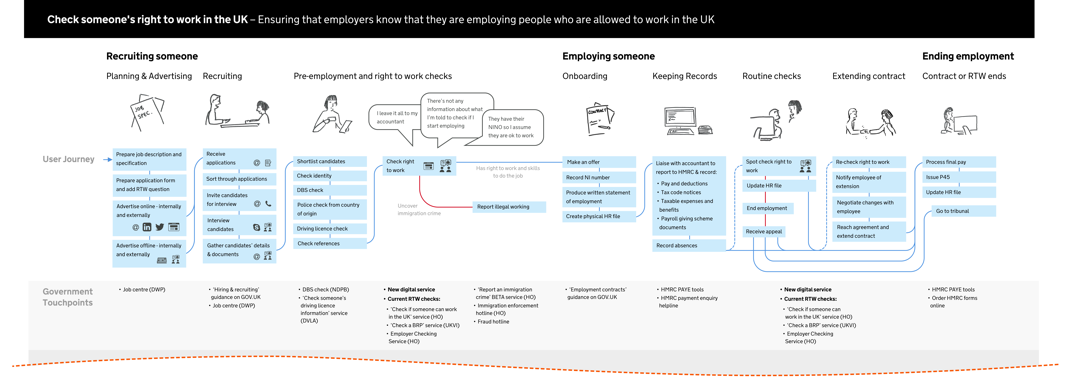 Check someone's right to work in the UK – Ensuring that employers know that they are employing people who are allowed to work in the UK
Recruiting someone
Employing someone
Ending employment
Planning & Advertising
Recruiting
Pre-employment and right to work checks
Onboarding
Keeping Records
Routine checks
Extending contract
Contract or RTW ends
JOB
SPEC.
I leave it all to my
accountant
There's not any
information about what
I'm told to check if I
start employing
They have their
NINO so I assume
they are ok to work
CONTRACT
User Journey
Prepare job description and
specification
Prepare application form
and add RTW question
Advertise online - internally
and externally
Advertise offline - internally
and externally
Receive
applications
Sort through applications
Invite candidates
for interview
Interview
candidates
Gather candidates' details
& documents
Shortlist candidates
Check identity
DBS check
Police check from country
of origin
Driving licence check
Check references
Check right
to work
Has right to work and skills
to do the job
Uncover
immigration crime
Report illegal working
Make an offer
Record NI number
Produce written statement
of employment
Create physical HR file
Liaise with accountant to
report to HMRC & record:
• Pay and deductions
• Tax code notices
• Taxable expenses and
benefits
• Payroll giving scheme
documents
Record absences
Spot check right to
work
Update HR file
End employment
Receive appeal
Re-check right to work
Notify employee of
extension
Negotiate changes with
employee
Reach agreement and
extend contract
Process final pay
Issue P45
Update HR file
Go to tribunal
Government
Touchpoints
• Job centre (DWP)
• 'Hiring & recruiting'
guidance on GOV.UK
• Job centre (DWP)
• DBS check (NDPB)
• 'Check someone's
driving licence
information' service
(DVLA)
• New digital service
• Current RTW checks:
• 'Check if someone can work
in the UK' service (HO)
• 'Check a BRP' service (UKVI)
• Employer Checking
Service (HO)
• 'Report an immigration
crime' BETA service (HO)
• Immigration enforcement
hotline (HO)
• Fraud hotline
• 'Employment contracts'
guidance on GOV.UK
• HMRC PAYE tools
• HMRC payment enquiry
helpline
• New digital service
• Current RTW checks:
• 'Check if someone can
work in the UK' service (HO)
• 'Check a BRP' service (UKVI)
• Employer Checking
Service (HO)
• HMRC PAYE tools
• Order HMRC forms
online